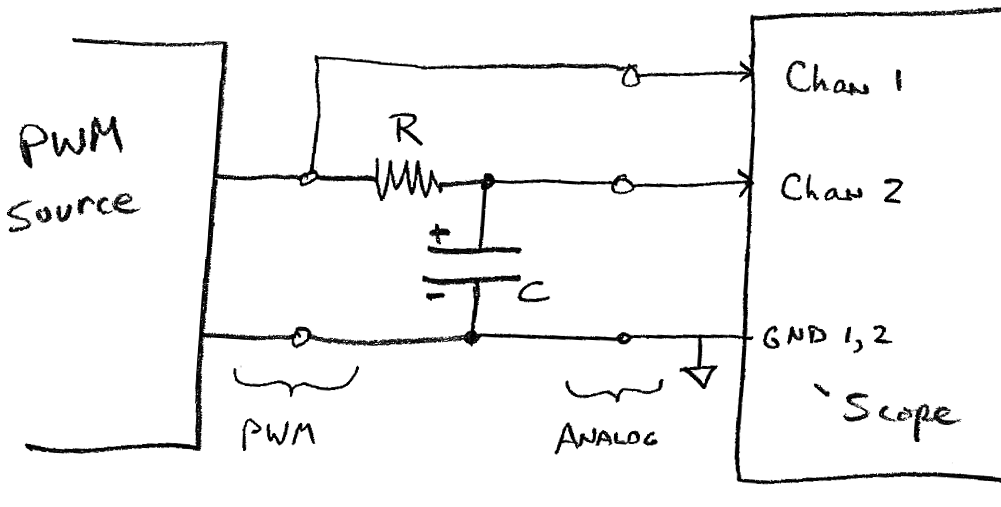 PWM
Source
R
+
-
C
PWM
ANALOG
Chan 1
Chan 2
GND 1, 2
`Scope